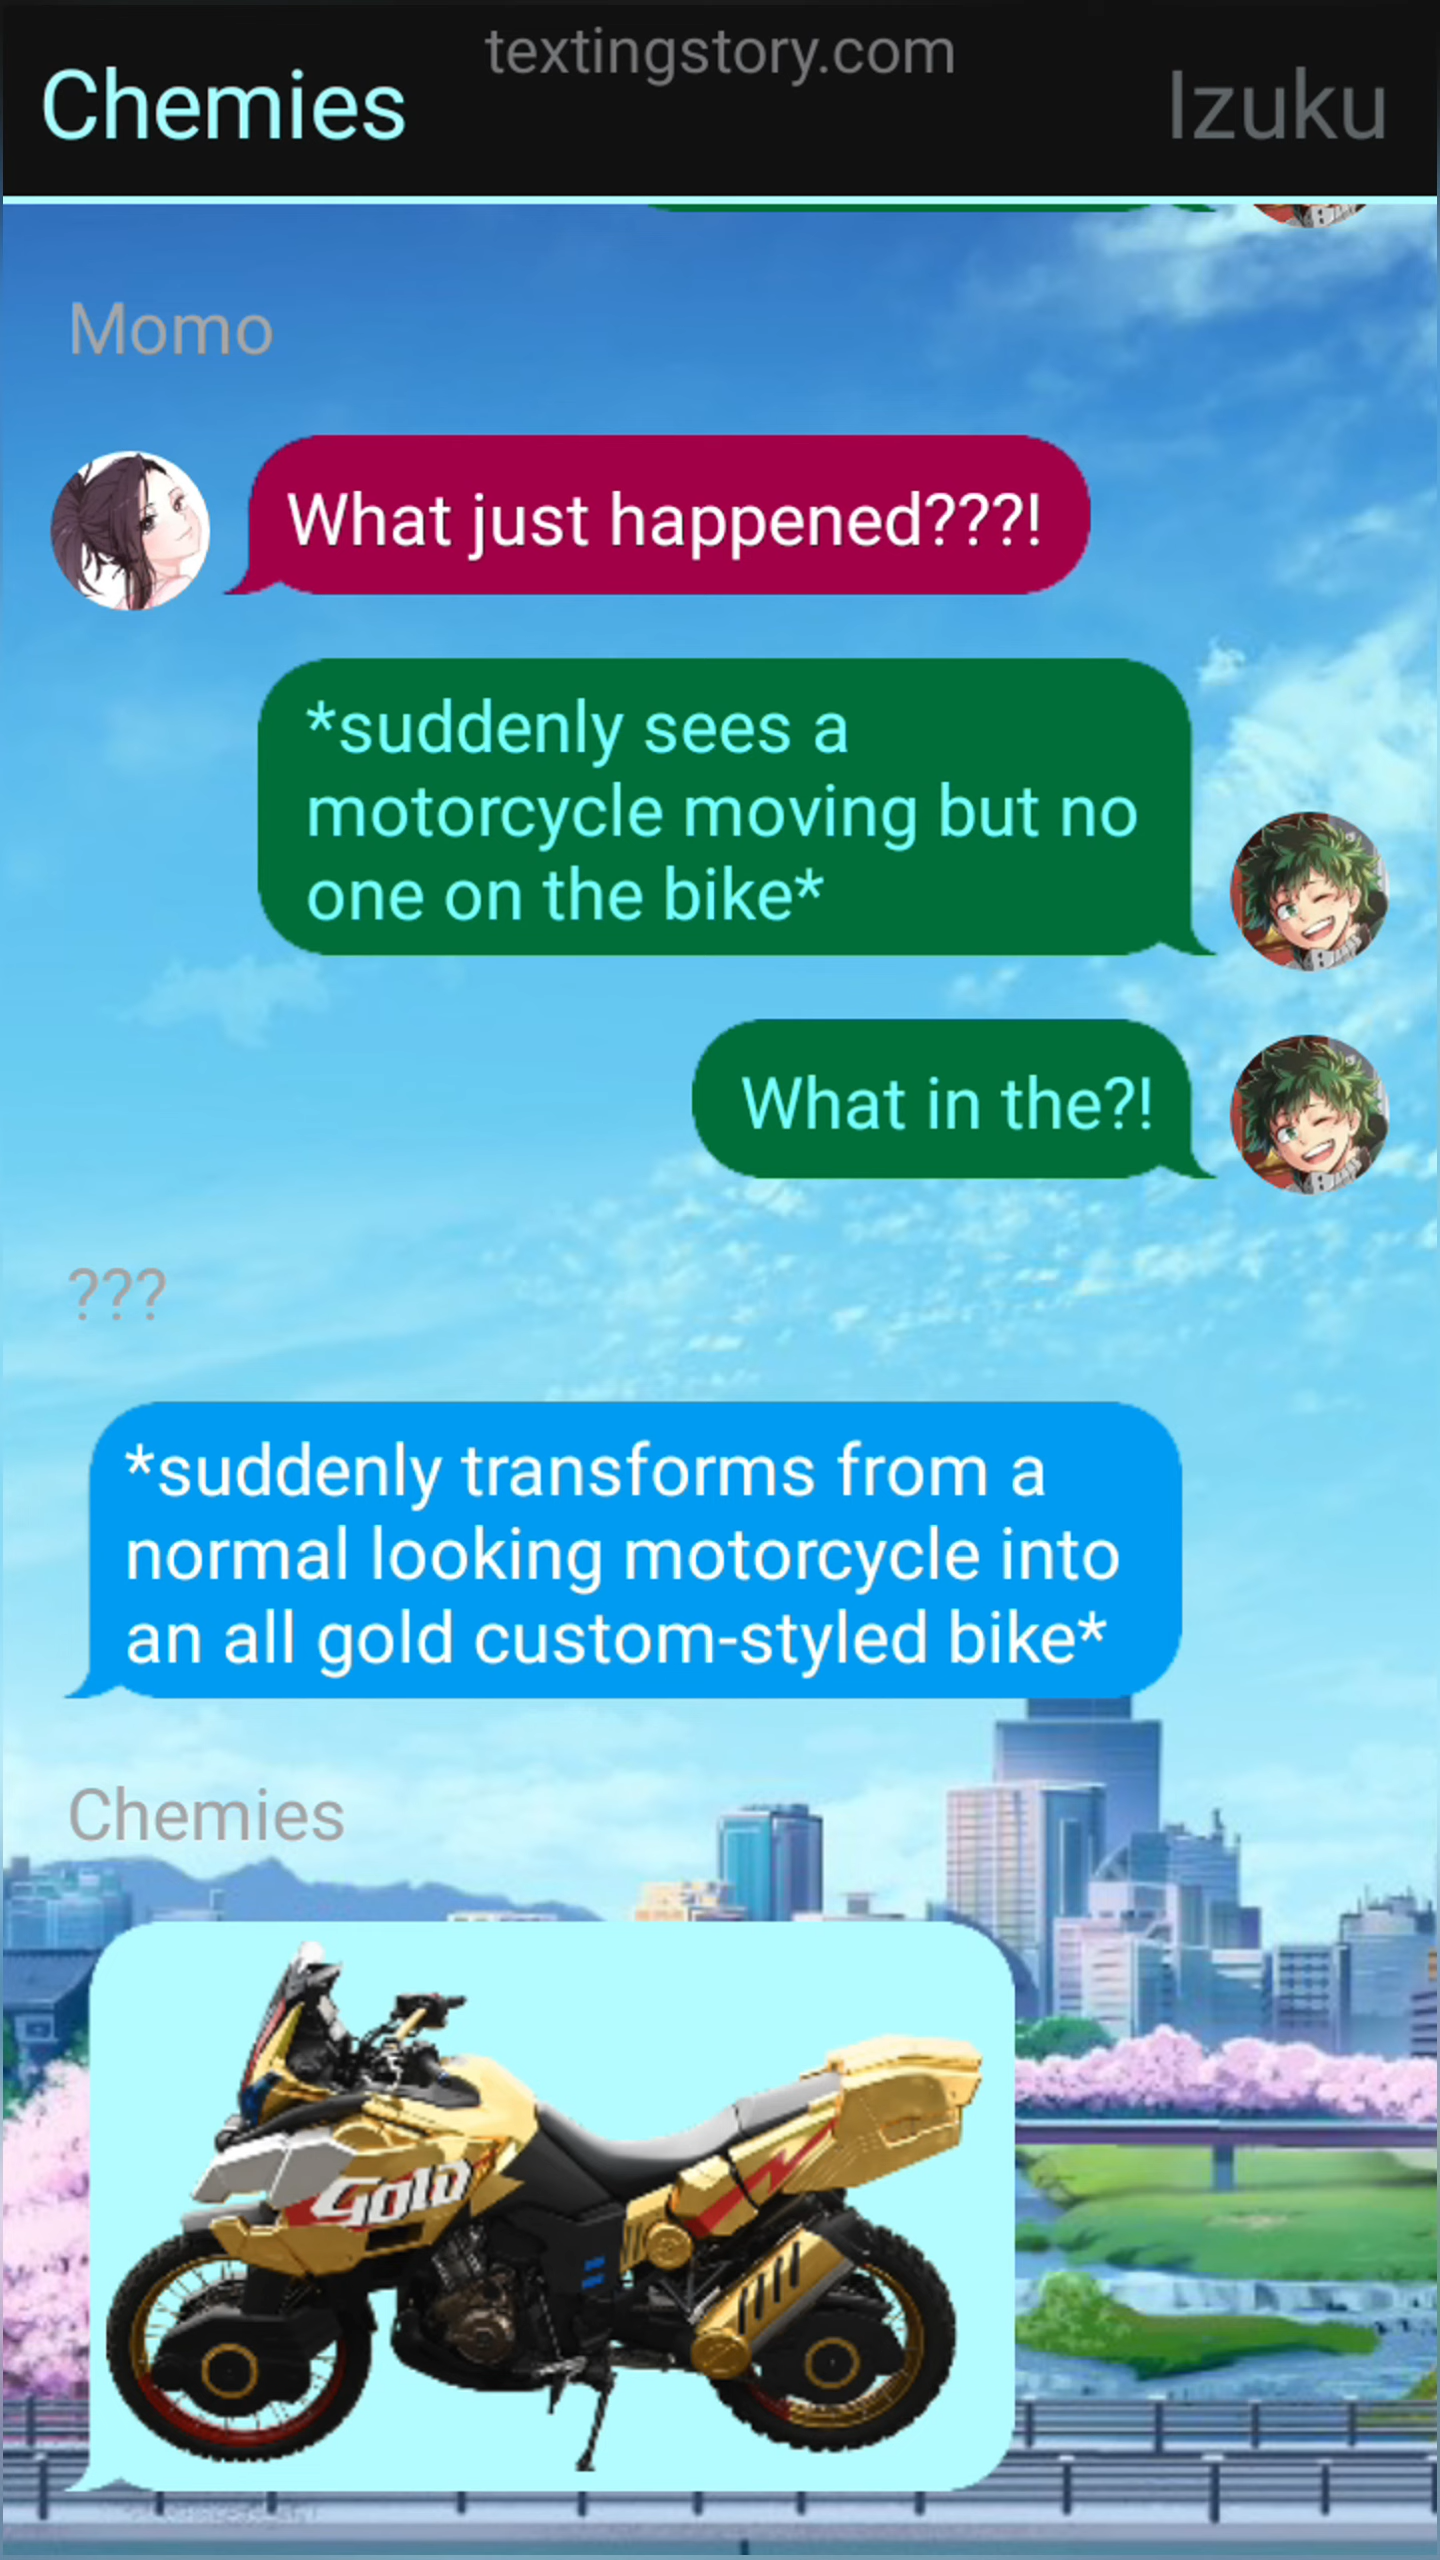 textingstory.com
Chemies
Izuku
Momo
What just happened???!
*suddenly sees a
motorcycle moving but no
one on the bike*
What in the?!
???
*suddenly transforms from a
normal looking motorcycle into
an all gold custom-styled bike*
Chemies
Gold